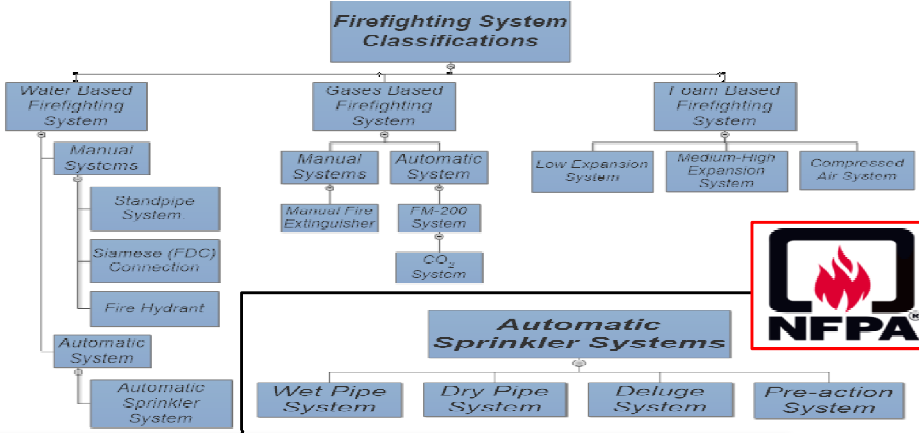 Firefighting System
Classifications
Water Based
Firefighting
System
Gases Based
Firefighting
System
Foam Based
Firefighting
System
Manual
Systems
Standpipe
System
Siamese (FDC)
Connection
Fire Hydrant
Automatic
System
Automatic
Sprinkler
System
Manual
Systems
Automatic
System
Manual Fire
Extinguisher
FM-200
System
CO2
System
Low Expansion
System
Medium-High
Expansion
System
Compressed
Air System
NFPA®
Automatic
Sprinkler Systems
Wet Pipe
System
Dry Pipe
System
Deluge
System
Pre-action
System